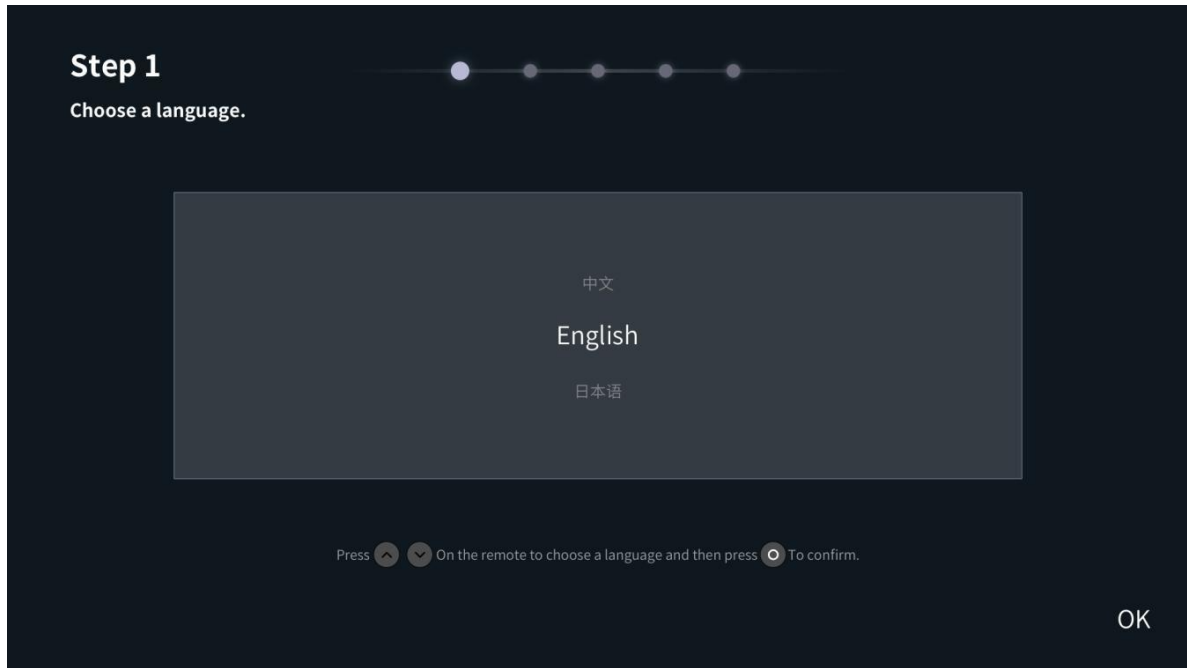 Step 1
Choose a language.
中文
English
日本语
Press On the remote to choose a language and then press To confirm.
OK